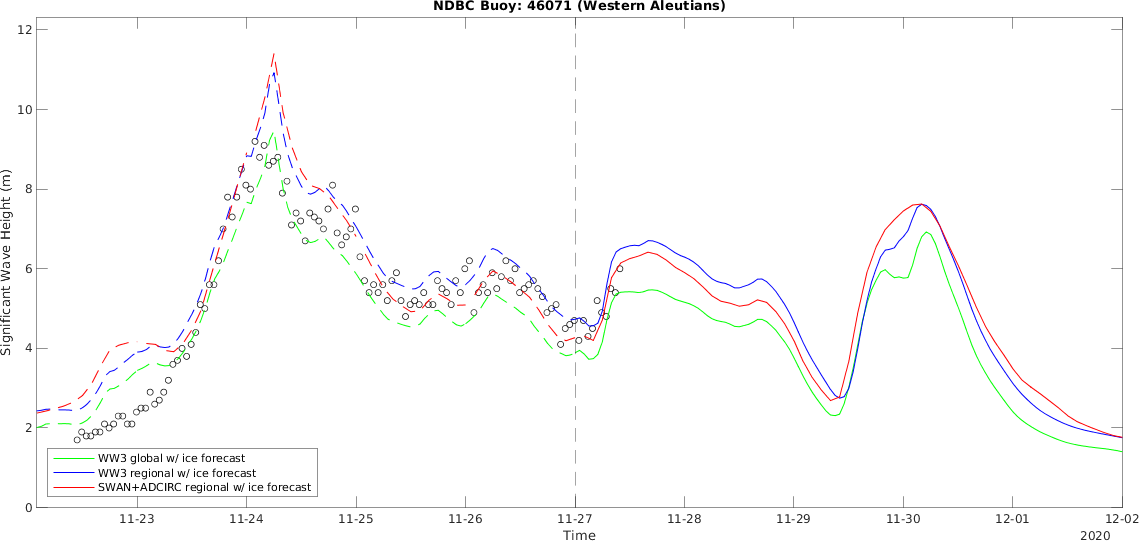 NDBC Buoy: 46071 (Western Aleutians)
12
10
8
6
4
2
0
Significant Wave Height (m)
WW3 global w/ ice forecast
WW3 regional w/ ice forecast
SWAN+ADCIRC regional w/ ice forecast
11-23 11-24 11-25 11-26 11-27 11-28 11-29 11-30 12-01 12-02
Time
2020